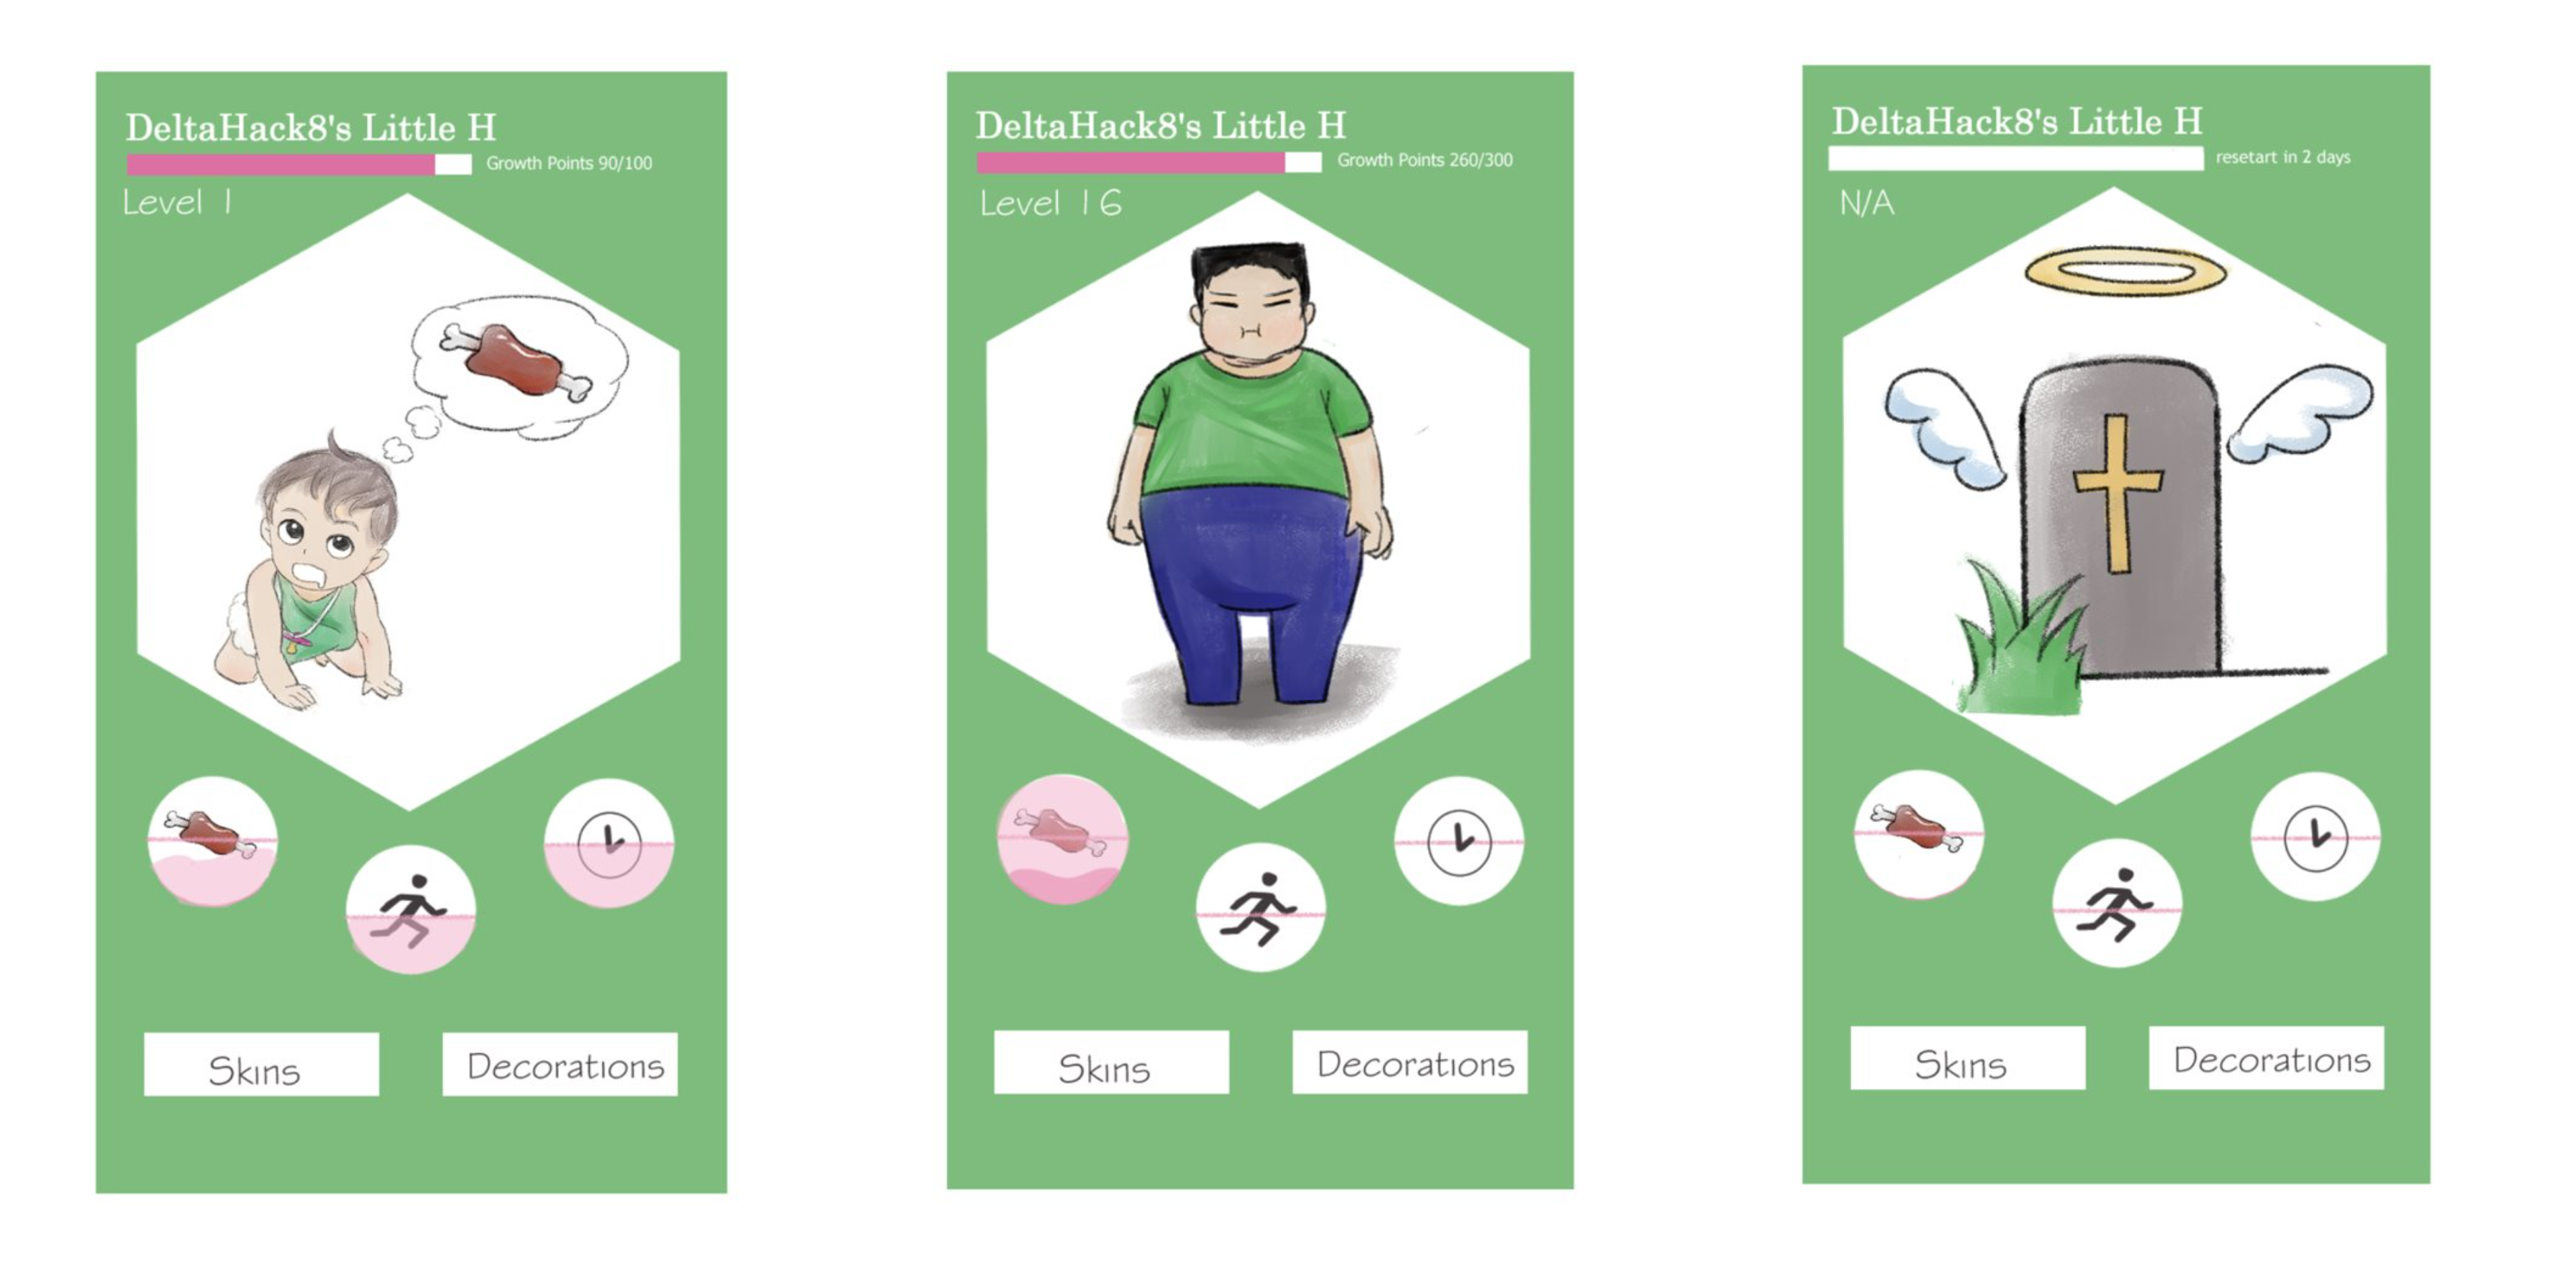 DeltaHack8's Little H
Growth Points 90/100
Level 1
Skins
Decorations
DeltaHack8's Little H
Growth Points 260/300
Level 16
Skins
Decorations
DeltaHack8's Little H
resetart in 2 days
N/A
Skins
Decorations